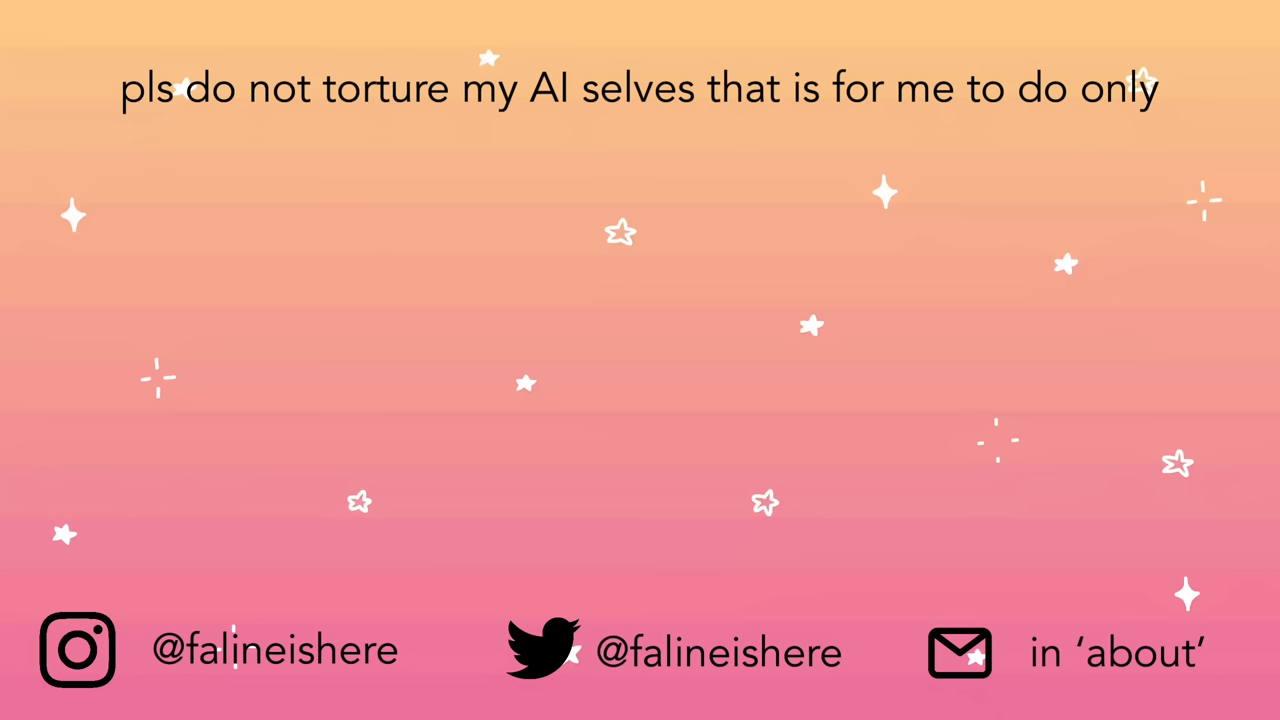 pls do not torture my AI selves that is for me to do only
@falineishere @falineishere in ‘about’